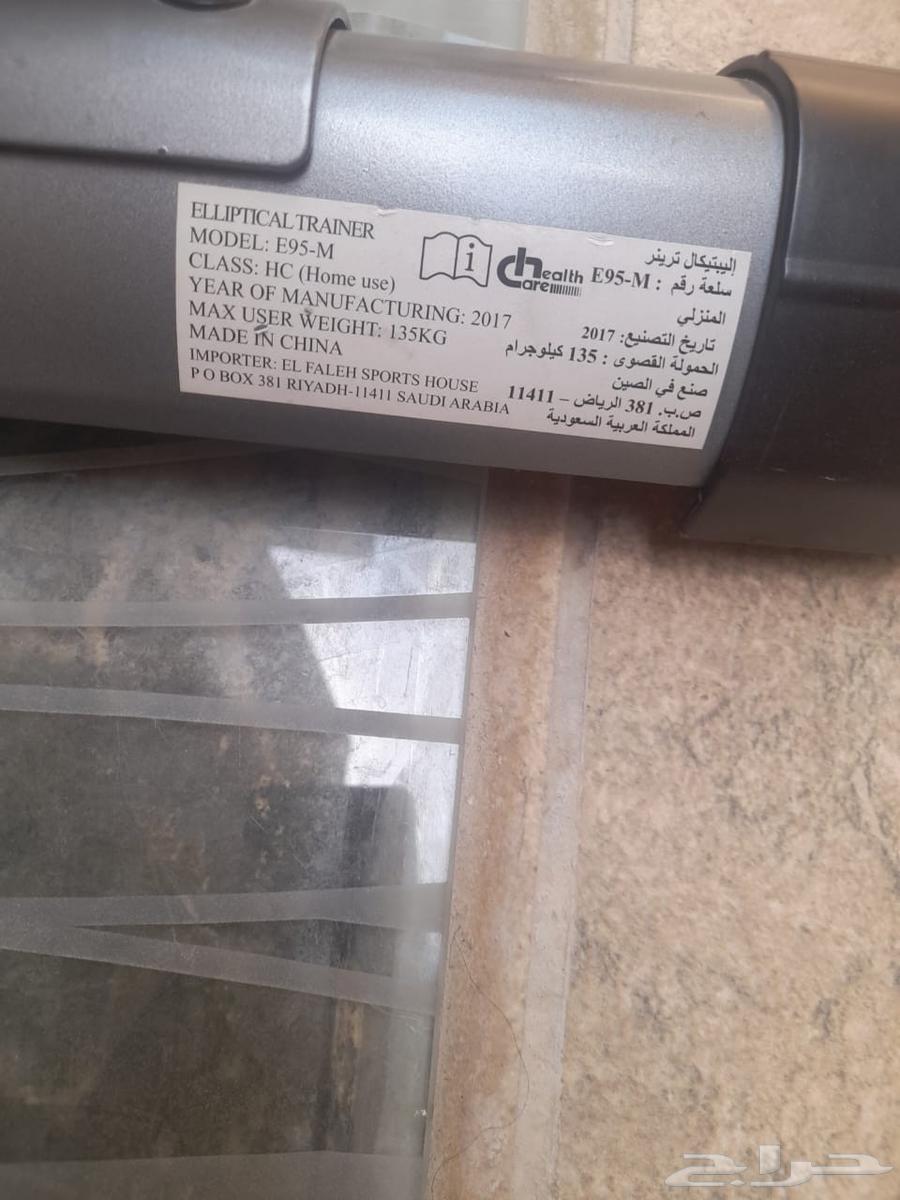 ELLIPTICAL TRAINER
MODEL: E95-M
CLASS: HC (Home use)
YEAR OF MANUFACTURING: 2017
MAX USER WEIGHT: 135KG
MADE IN CHINA
IMPORTER: EL FALEH SPORTS HOUSE
P O BOX 381 RIYADH-11411 SAUDI ARABIA
i
health
Care
إليبتيكال ترينر
سلعة رقم : E95-M
المنزلي
تاريخ التصنيع: 2017
الحمولة القصوى : 135 كيلوجرام
صنع في الصين
ص.ب. 381 الرياض – 11411
المملكة العربية السعودية
حراج